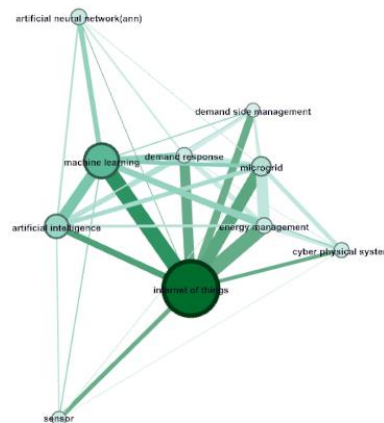 artificial neural network(ann)
demand side management
demand response
machine learning
microgrid
artificial intelligence
energy management
cyber physical system
internet of things
sensor